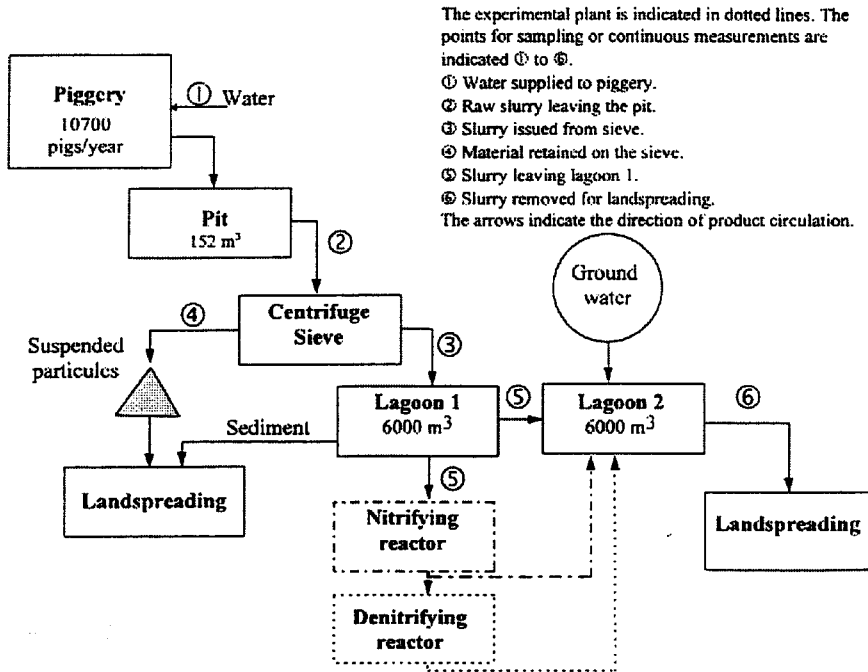 The experimental plant is indicated in dotted lines. The
points for sampling or continuous measurements are
indicated ① to ⑥.
① Water supplied to piggery.
② Raw slurry leaving the pit.
③ Slurry issued from sieve.
④ Material retained on the sieve.
⑤ Slurry leaving lagoon 1.
⑥ Slurry removed for landspreading.
The arrows indicate the direction of product circulation.
Piggery
10700
pigs/year
① Water
Pit
152 m³
②
Ground
water
Centrifuge
Sieve
④
③
Suspended
particules
Lagoon 1
6000 m³
⑤
Lagoon 2
6000 m³
⑥
Sediment
Landspreading
⑤
Nitrifying
reactor
Landspreading
Denitrifying
reactor